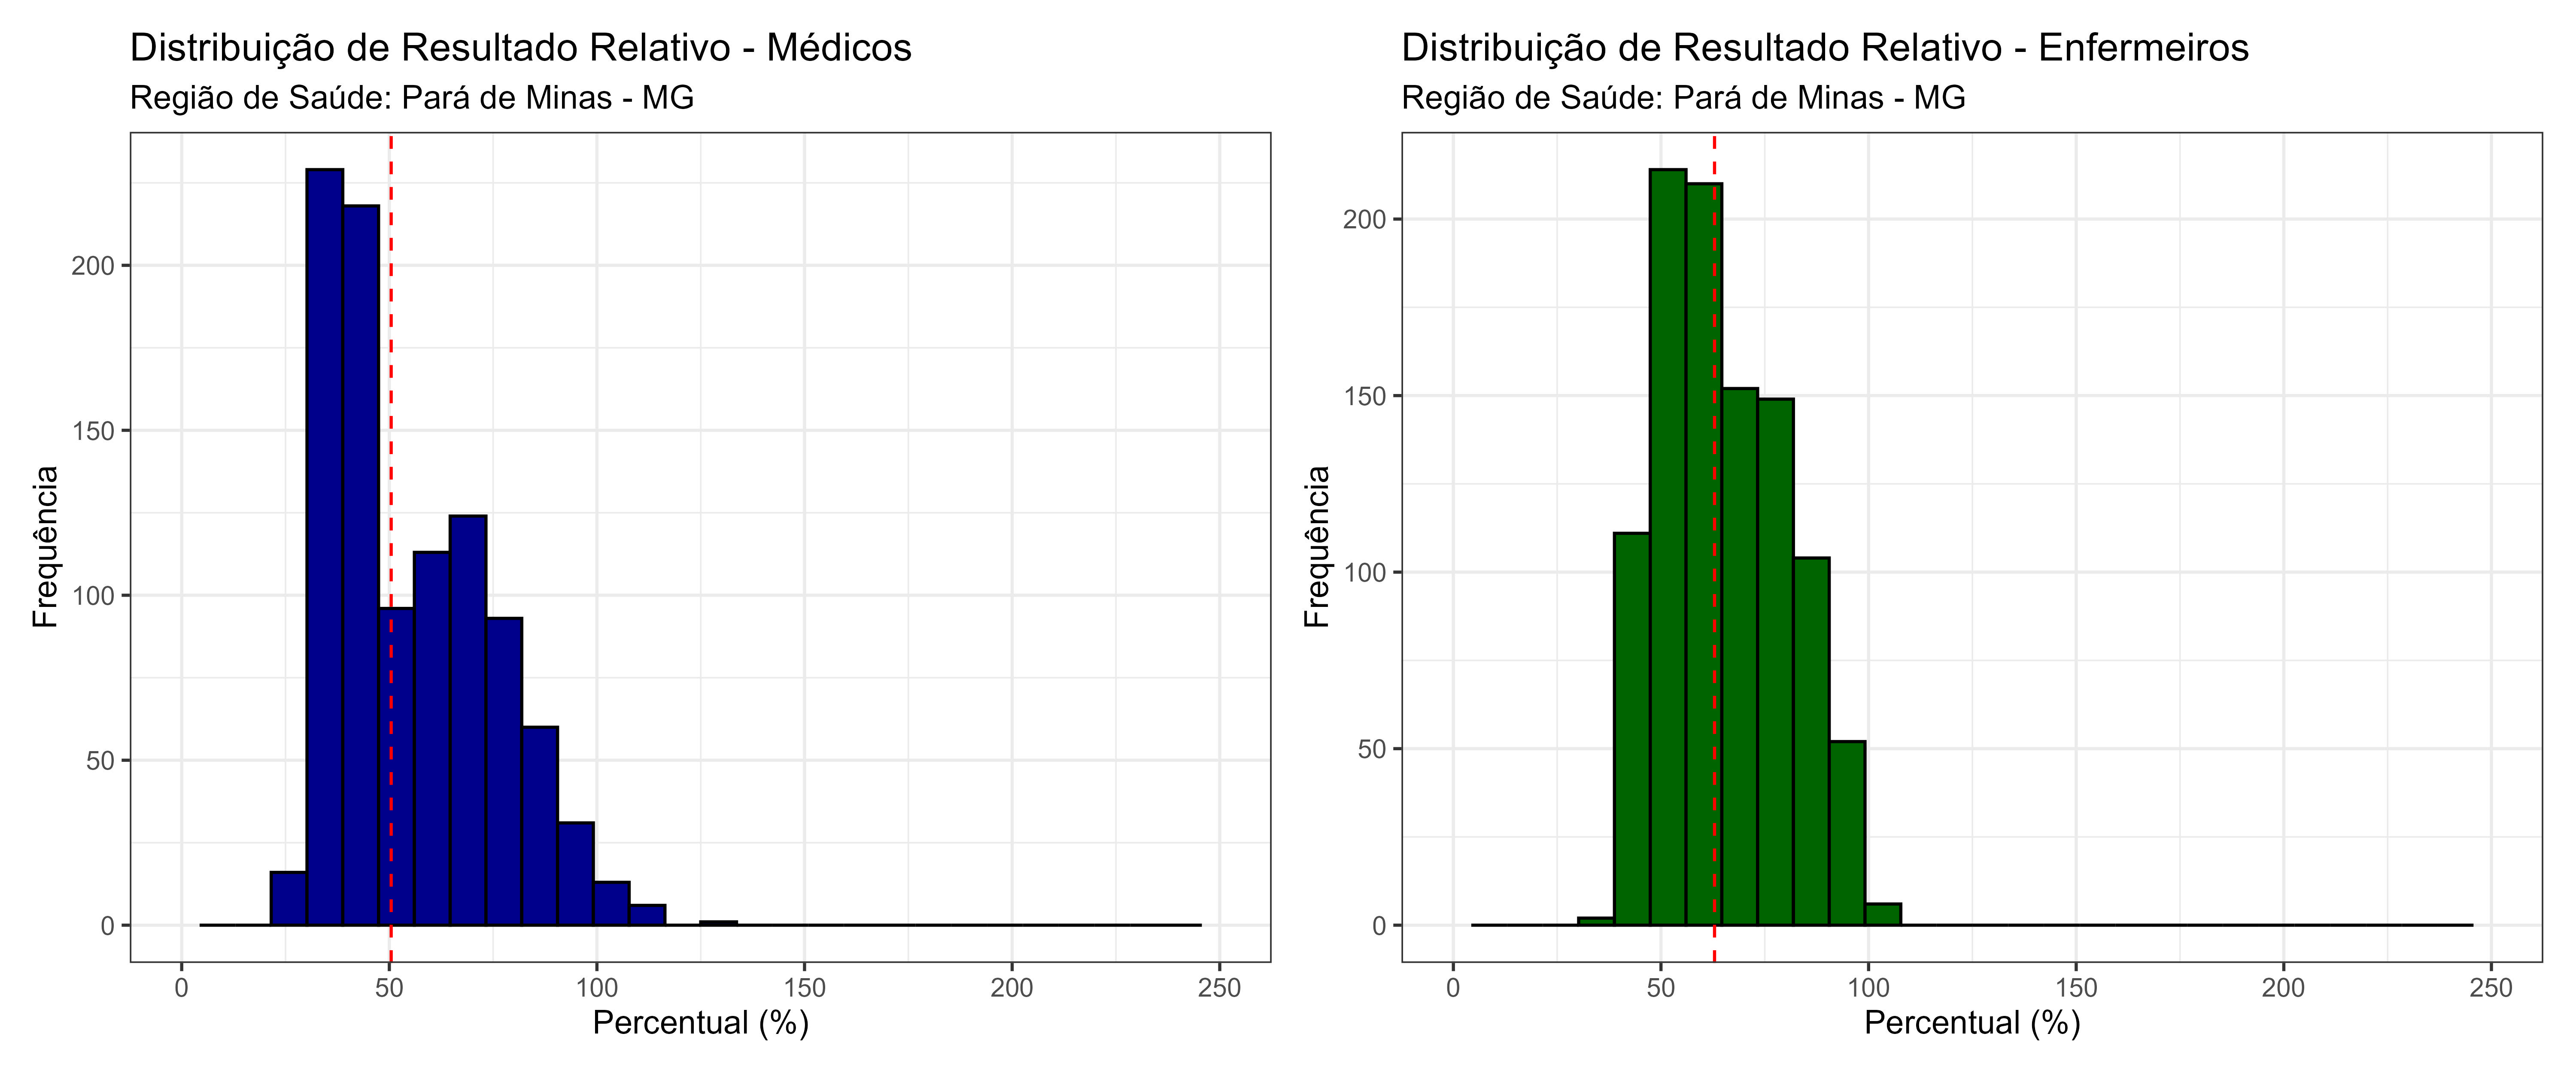 Distribuição de Resultado Relativo - Médicos
Região de Saúde: Pará de Minas - MG
Frequência
200
150
100
50
0
0 50 100 150 200 250
Percentual (%)
Distribuição de Resultado Relativo - Enfermeiros
Região de Saúde: Pará de Minas - MG
Frequência
200
150
100
50
0
0 50 100 150 200 250
Percentual (%)